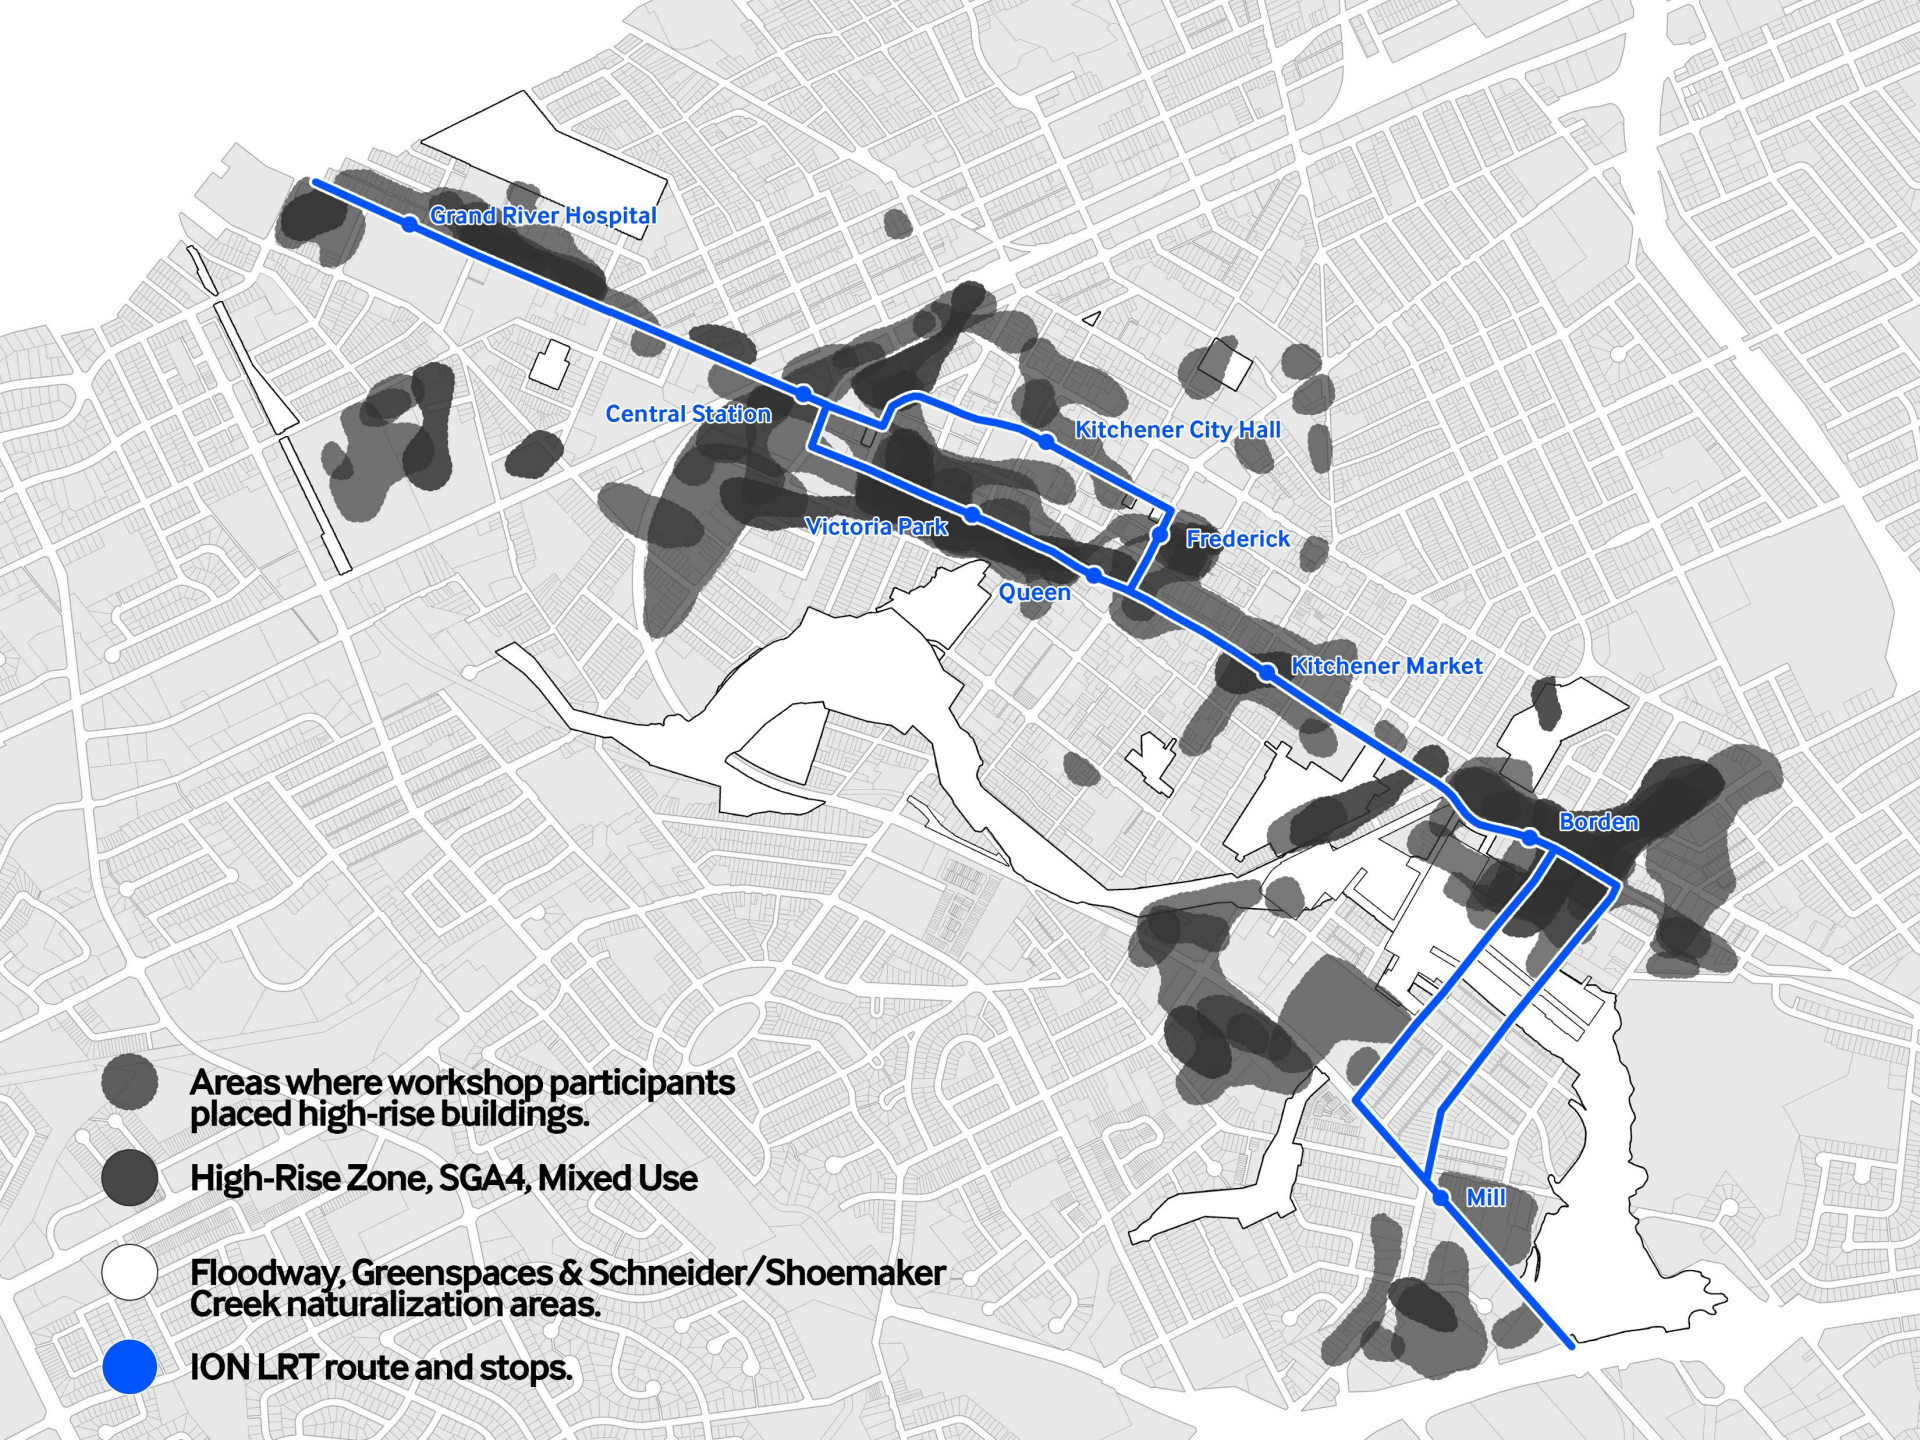 Grand River Hospital
Central Station
Kitchener City Hall
Victoria Park
Frederick
Queen
Kitchener Market
Borden
Mill
Areas where workshop participants
placed high-rise buildings.
High-Rise Zone, SGA4, Mixed Use
Floodway, Greenspaces & Schneider/Shoemaker
Creek naturalization areas.
ION LRT route and stops.